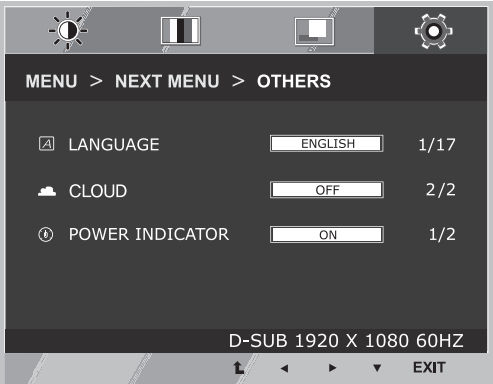 MENU > NEXT MENU > OTHERS
LANGUAGE ENGLISH 1/17
CLOUD OFF 2/2
POWER INDICATOR ON 1/2
D-SUB 1920 X 1080 60HZ
EXIT